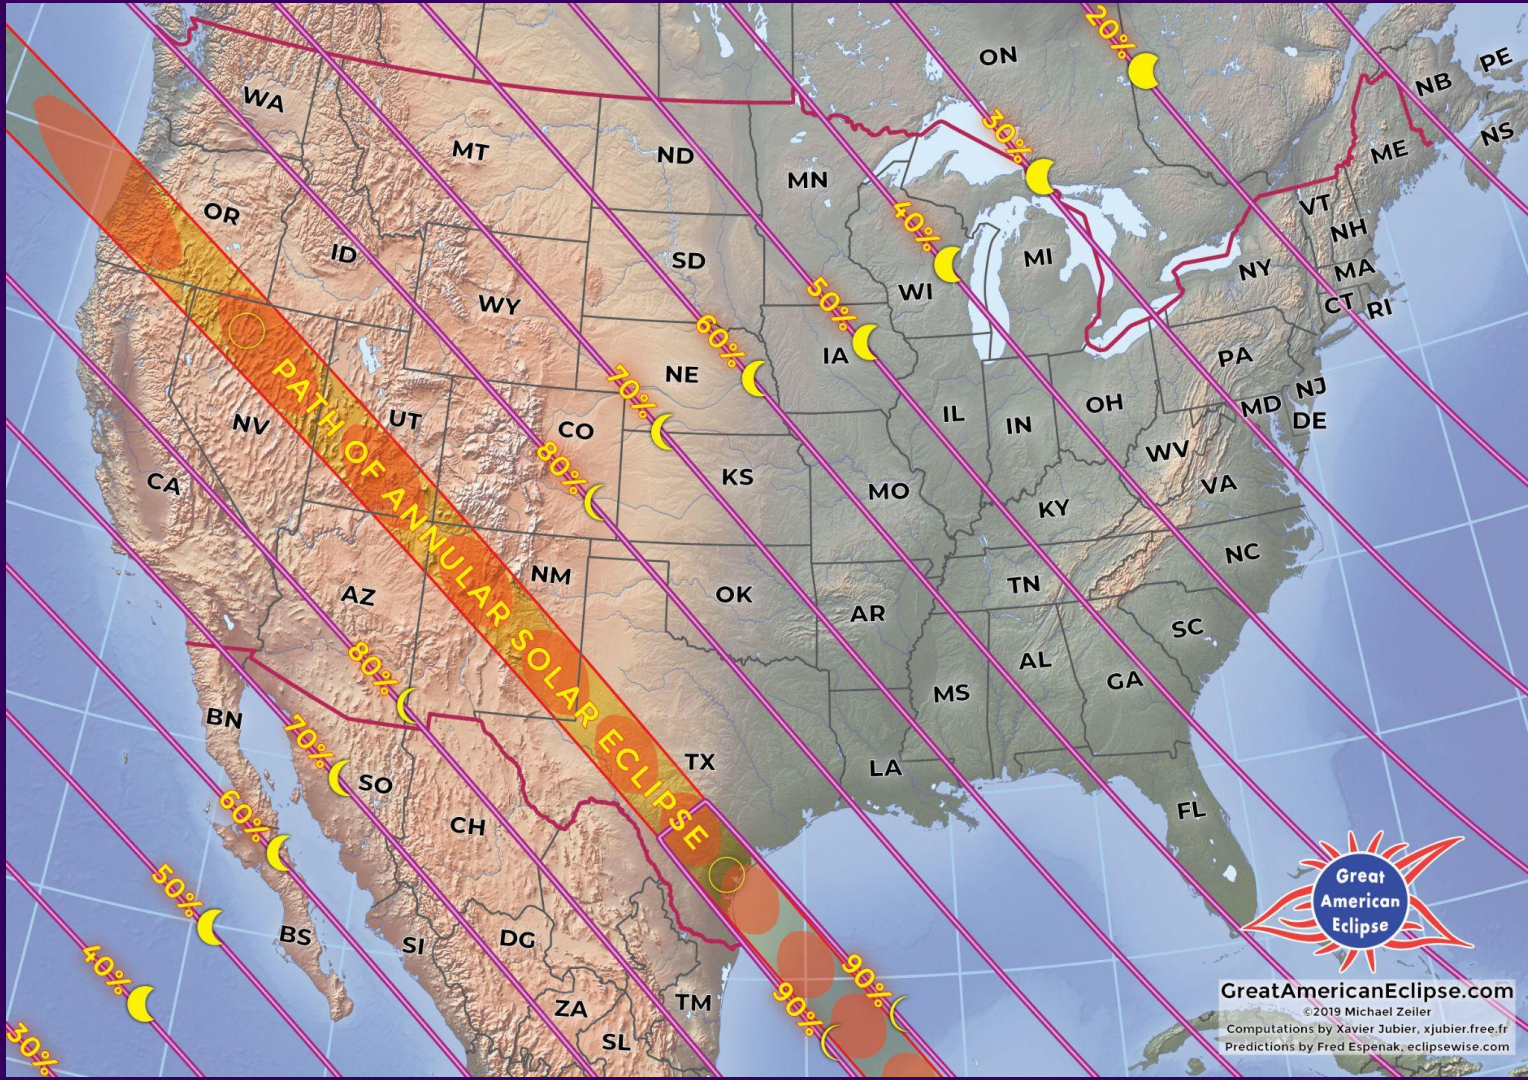 20%
30%
40%
50%
60%
70%
80%
90%
90%
80%
70%
60%
50%
40%
30%
PATH OF ANNULAR SOLAR ECLIPSE
WA
MT
ND
MN
ON
OR
ID
WY
SD
WI
MI
NY
VT
NH
ME
NB
PE
NS
MA
CT
RI
NE
IA
PA
NJ
MD
DE
NV
UT
CO
IL
IN
OH
WV
CA
KS
MO
KY
VA
AZ
NM
OK
AR
TN
NC
SC
MS
AL
GA
TX
LA
FL
BN
SO
CH
BS
SI
DG
ZA
SL
TM
Great
American
Eclipse
GreatAmericanEclipse.com
©2019 Michael Zeiler
Computations by Xavier Jubier, xjubier.free.fr
Predictions by Fred Espenak, eclipsewise.com